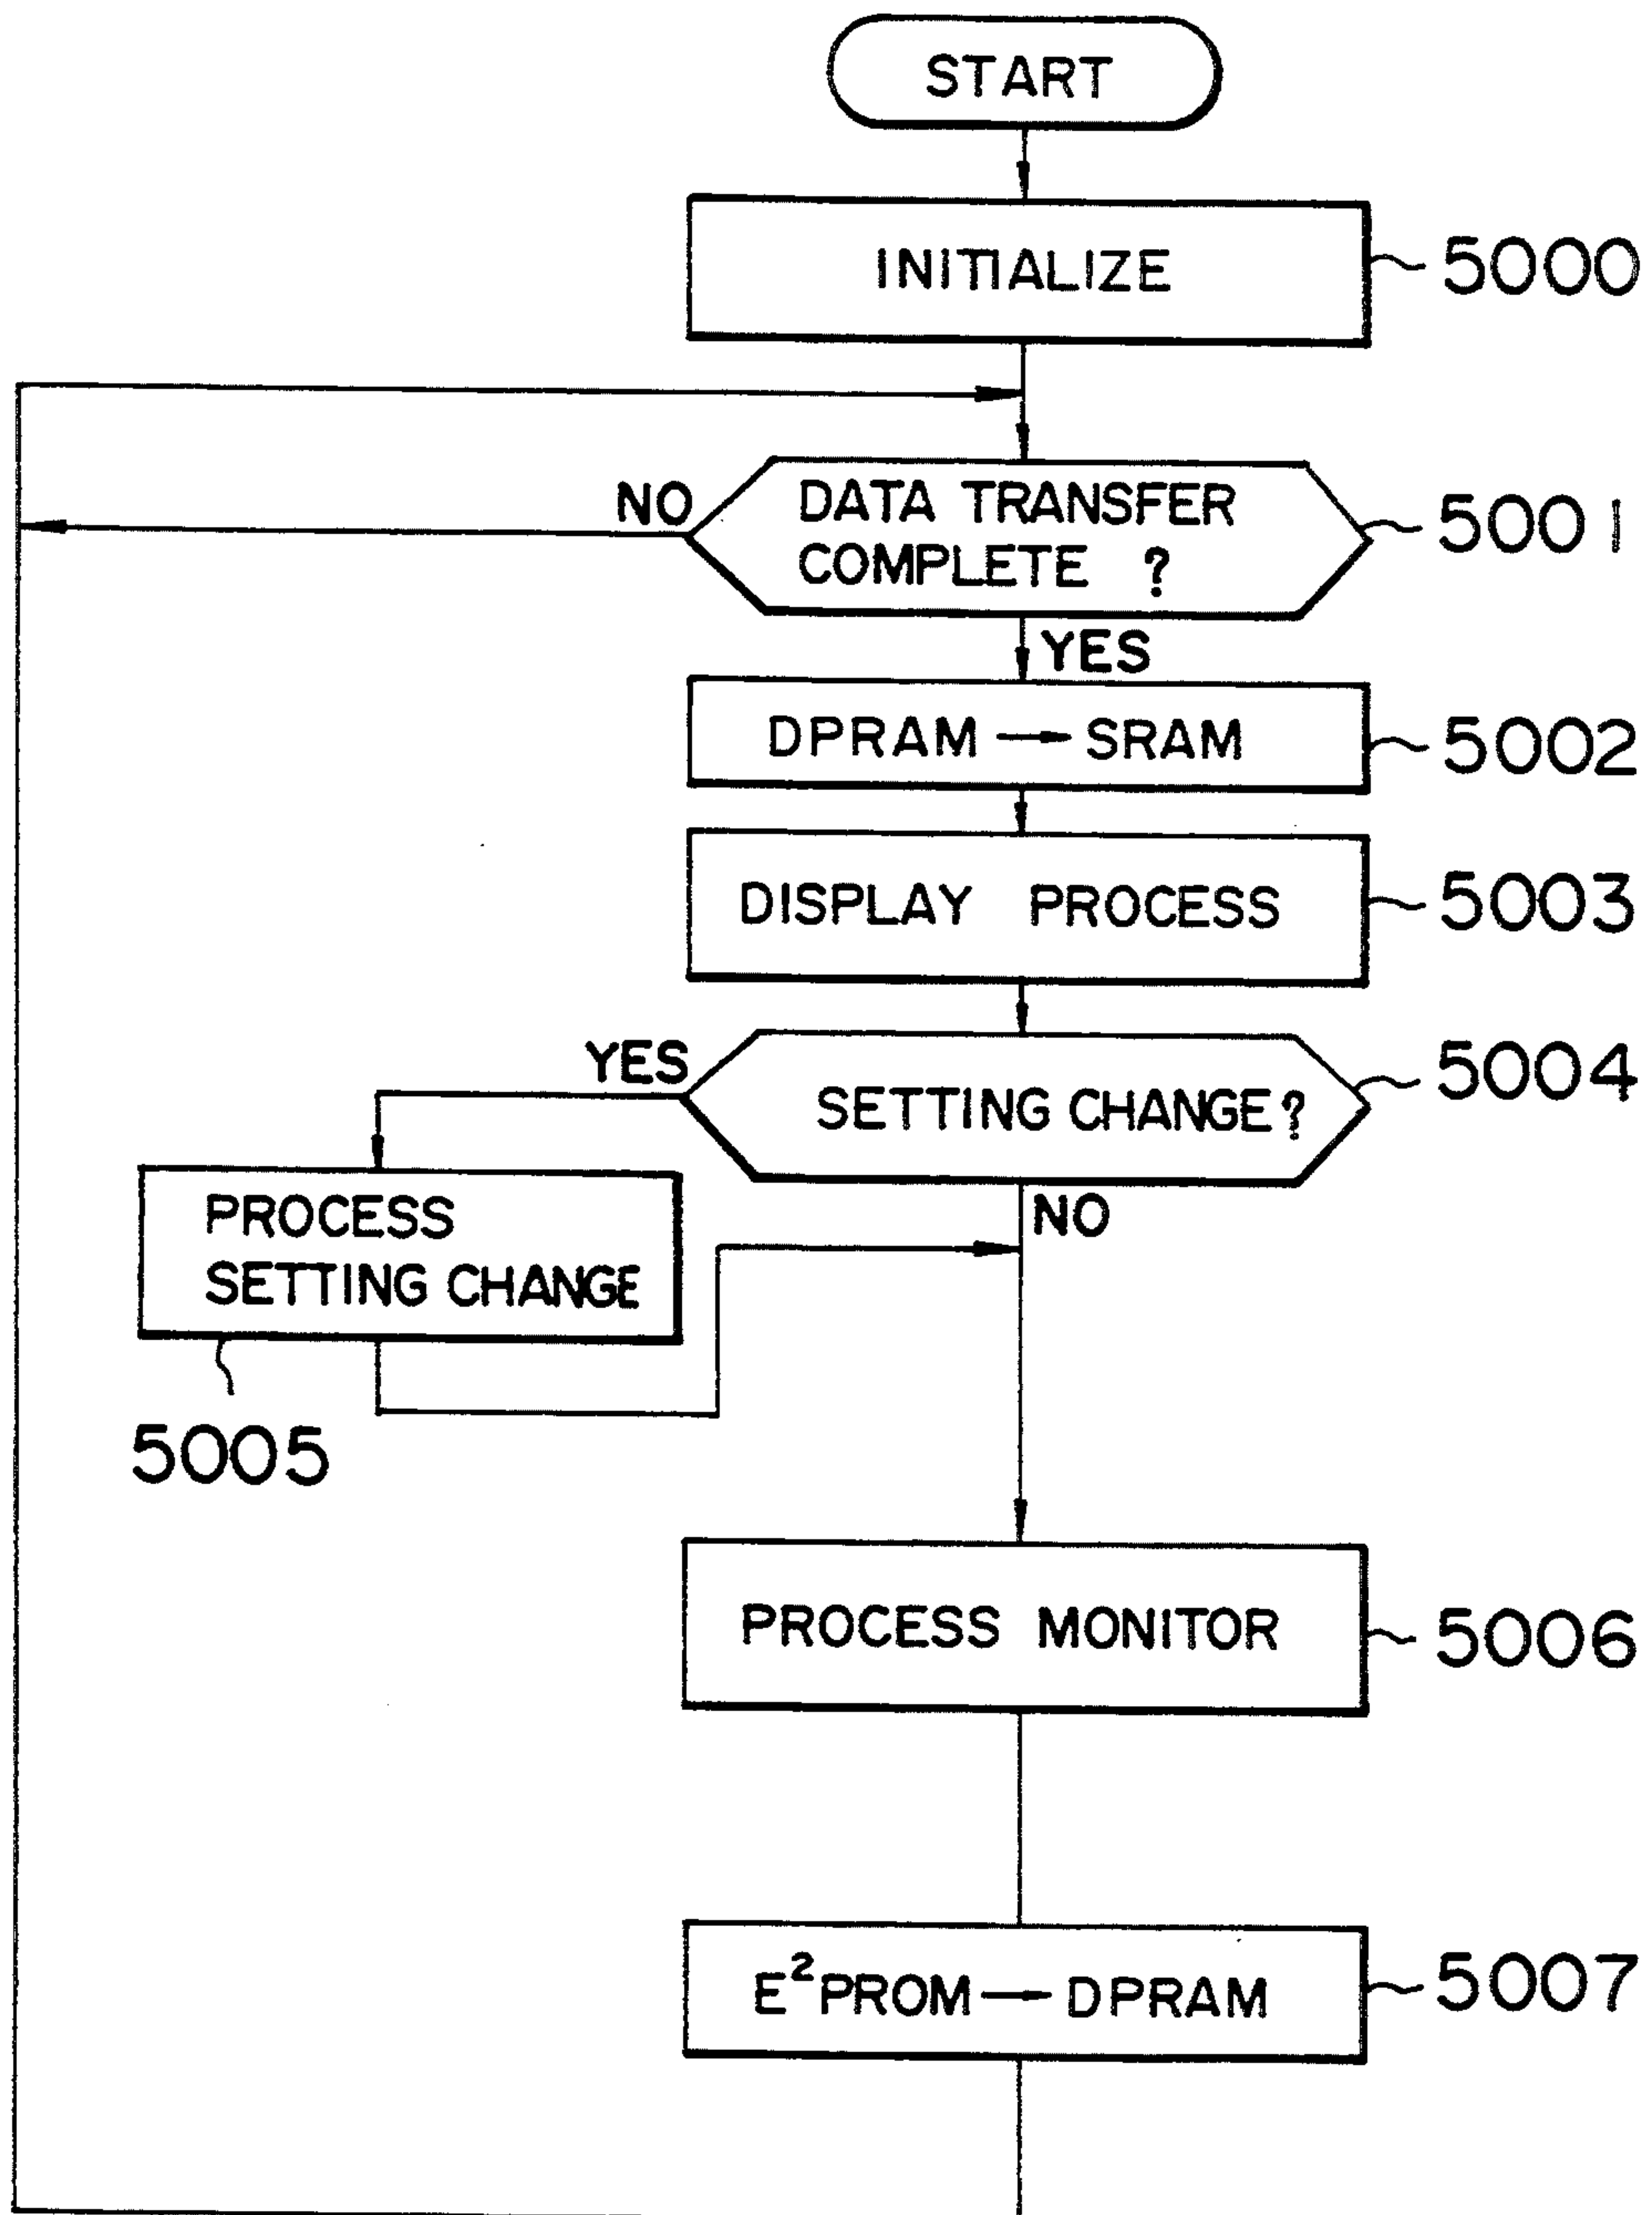 START
INITIALIZE
5000
NO
DATA TRANSFER
COMPLETE ?
5001
YES
DPRAM → SRAM
5002
DISPLAY PROCESS
5003
YES
SETTING CHANGE?
5004
NO
PROCESS
SETTING CHANGE
5005
PROCESS MONITOR
5006
E²PROM → DPRAM
5007